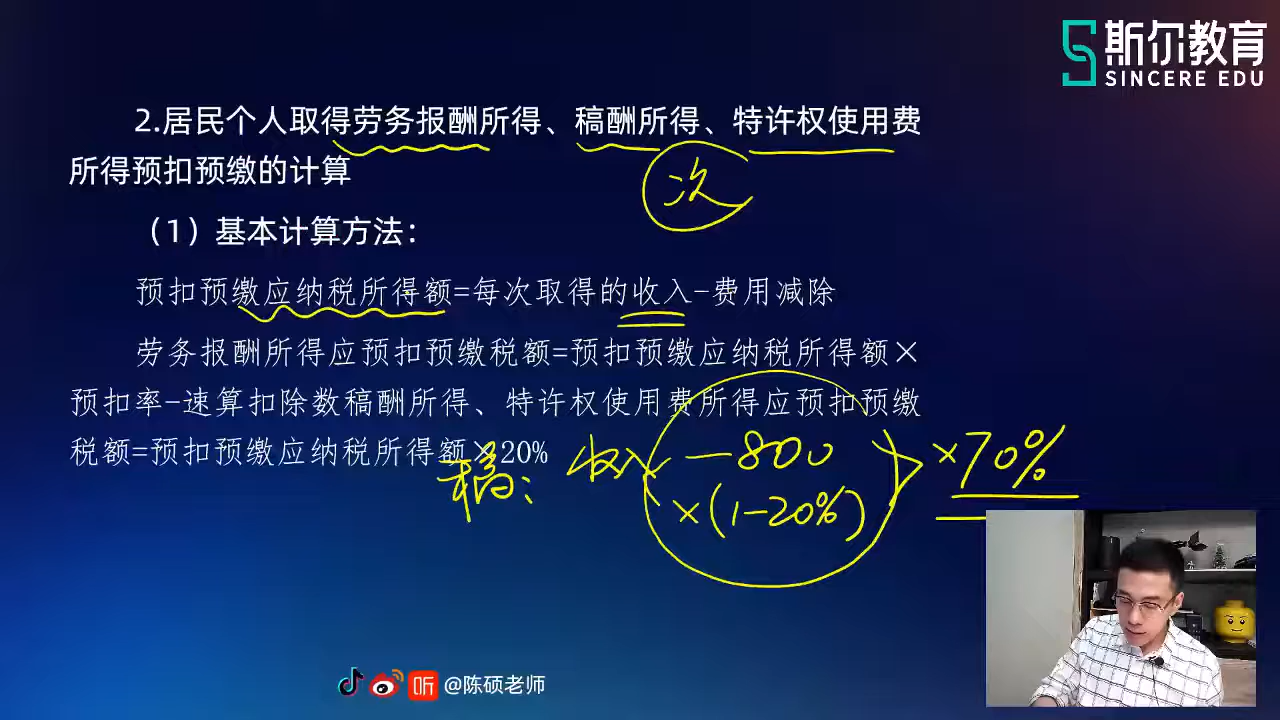 斯尔教育
SINCERE EDU
2.居民个人取得劳务报酬所得、稿酬所得、特许权使用费
所得预扣预缴的计算
次
（1）基本计算方法：
预扣预缴应纳税所得额=每次取得的收入-费用减除
劳务报酬所得应预扣预缴税额=预扣预缴应纳税所得额×
预扣率-速算扣除数稿酬所得、特许权使用费所得应预扣预缴
税额=预扣预缴应纳税所得额×20%
稿： 收入 -800 ×70%
×(1-20%)
听 @陈硕老师